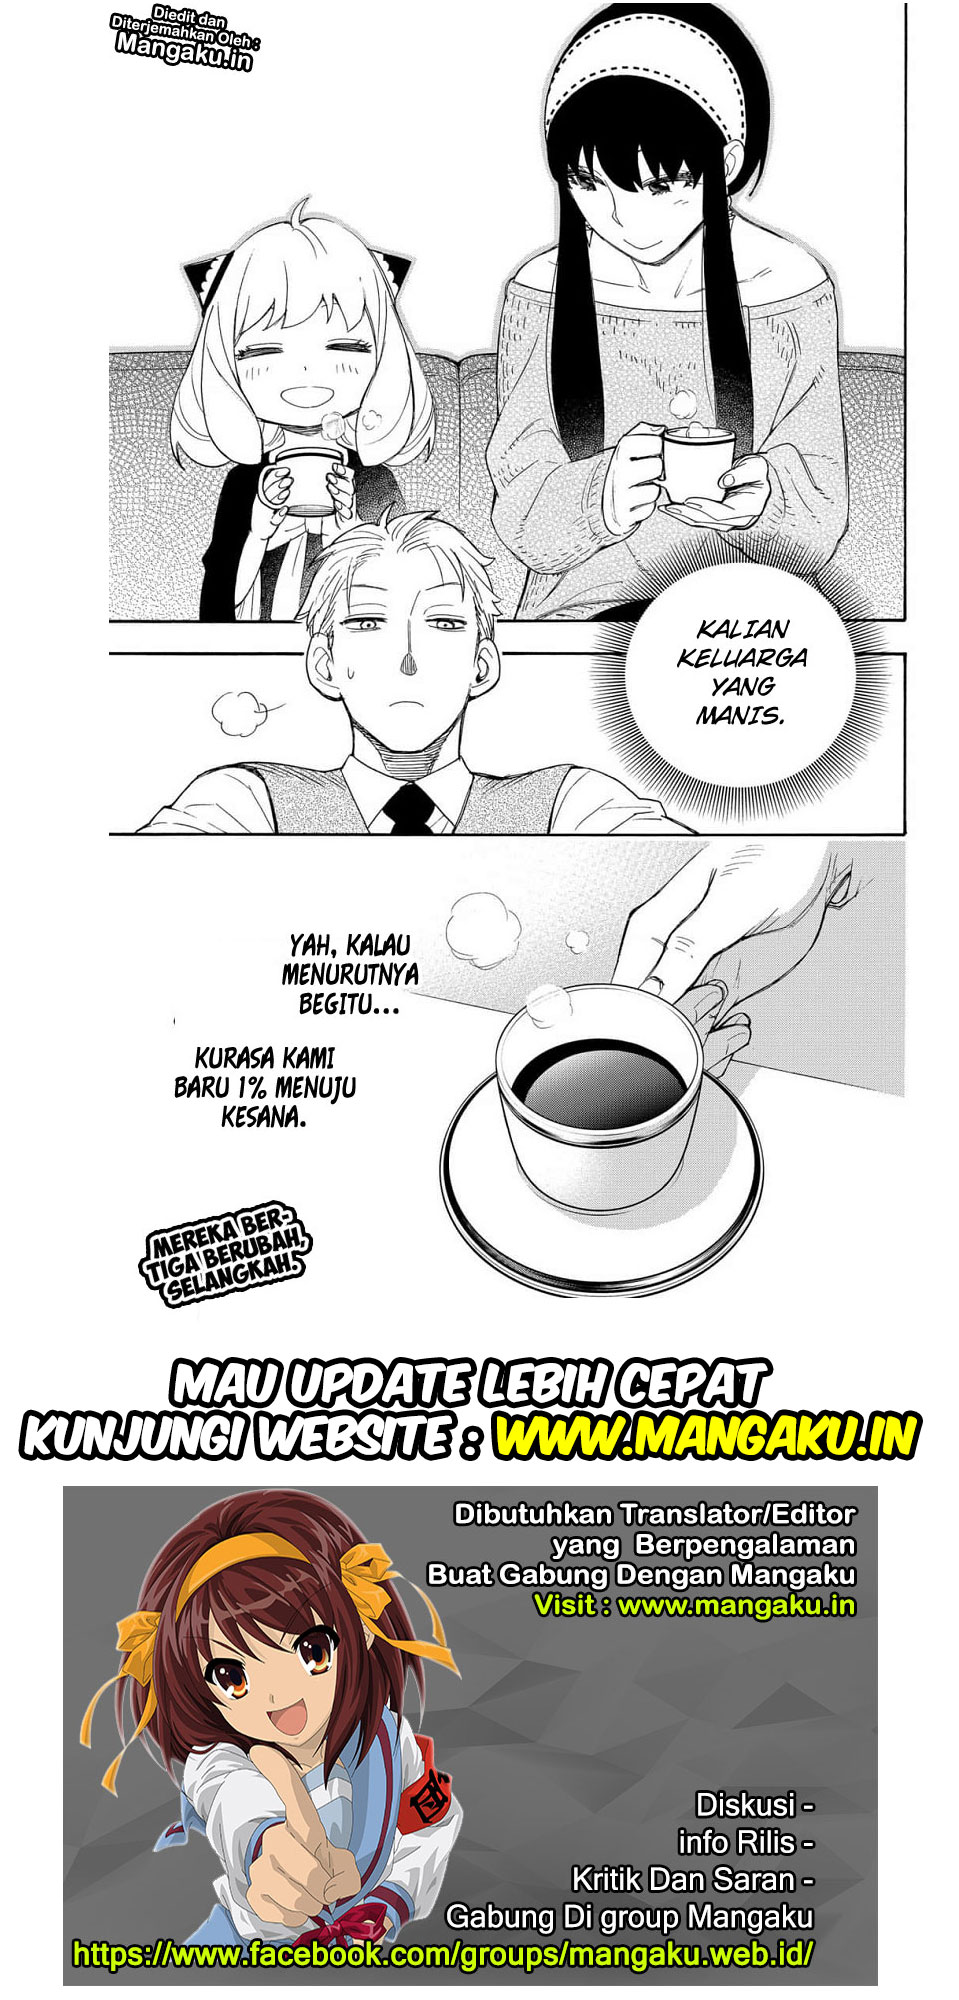 Diedit dan
Diterjemahkan Oleh :
Mangaku.in
KALIAN
KELUARGA
YANG
MANIS.
YAH, KALAU
MENURUTNYA
BEGITU...
KURASA KAMI
BARU 1% MENUJU
KESANA.
MEREKA BER-
TIGA BERUBAH,
SELANGKAH.
MAU UPDATE LEBIH CEPAT
KUNJUNGI WEBSITE : WWW.MANGAKU.IN
Dibutuhkan Translator/Editor
yang Berpengalaman
Buat Gabung Dengan Mangaku
Visit : www.mangaku.in
Diskusi -
info Rilis -
Kritik Dan Saran -
Gabung Di group Mangaku
https://www.facebook.com/groups/mangaku.web.id/